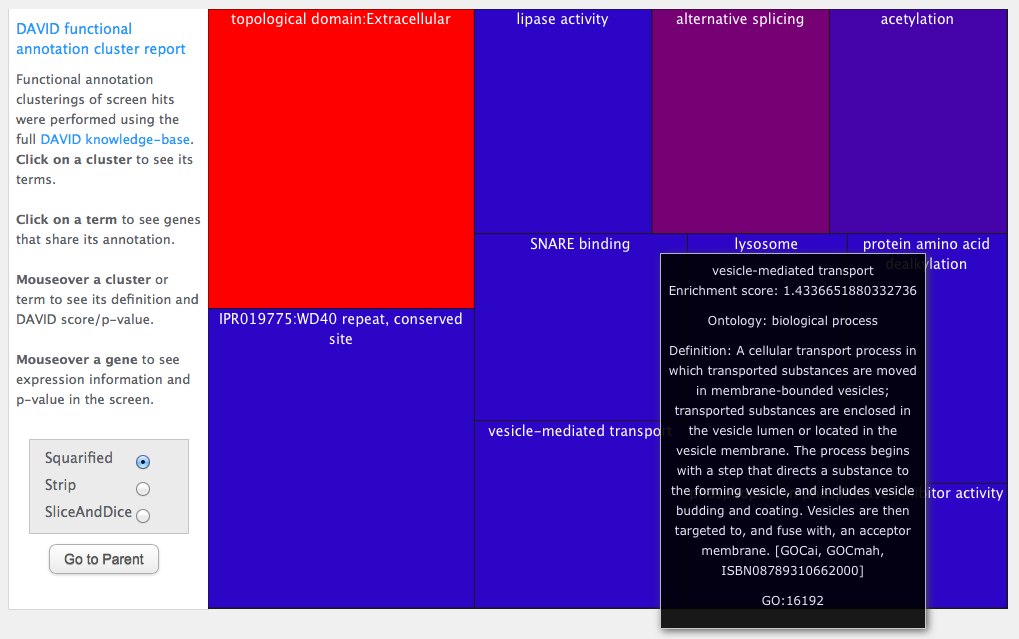 DAVID functional
annotation cluster report
Functional annotation
clusterings of screen hits
were performed using the
full DAVID knowledge-base.
Click on a cluster to see its
terms.
Click on a term to see genes
that share its annotation.
Mouseover a cluster or
term to see its definition and
DAVID score/p-value.
Mouseover a gene to see
expression information and
p-value in the screen.
Squarified
Strip
SliceAndDice
Go to Parent
topological domain:Extracellular
lipase activity
alternative splicing
acetylation
IPR019775:WD40 repeat, conserved
site
SNARE binding
lysosome
protein amino acid
dealkylation
vesicle-mediated transport
vesicle-mediated transport
Enrichment score: 1.4336651880332736
Ontology: biological process
Definition: A cellular transport process in
which transported substances are moved
in membrane-bounded vesicles;
transported substances are enclosed in
the vesicle lumen or located in the
vesicle membrane. The process begins
with a step that directs a substance to
the forming vesicle, and includes vesicle
budding and coating. Vesicles are then
targeted to, and fuse with, an acceptor
membrane. [GOCai, GOCmah,
ISBN08789310662000]
GO:16192
activity